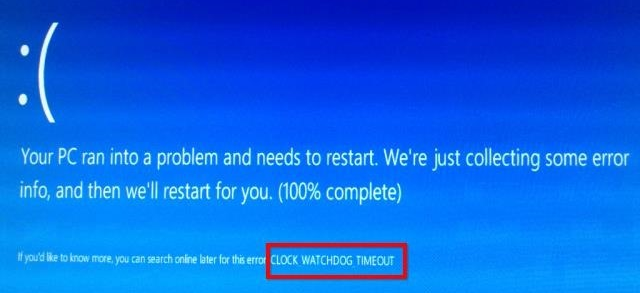 :(
Your PC ran into a problem and needs to restart. We're just collecting some error
info, and then we'll restart for you. (100% complete)
If you'd like to know more, you can search online later for this error: CLOCK WATCHDOG TIMEOUT